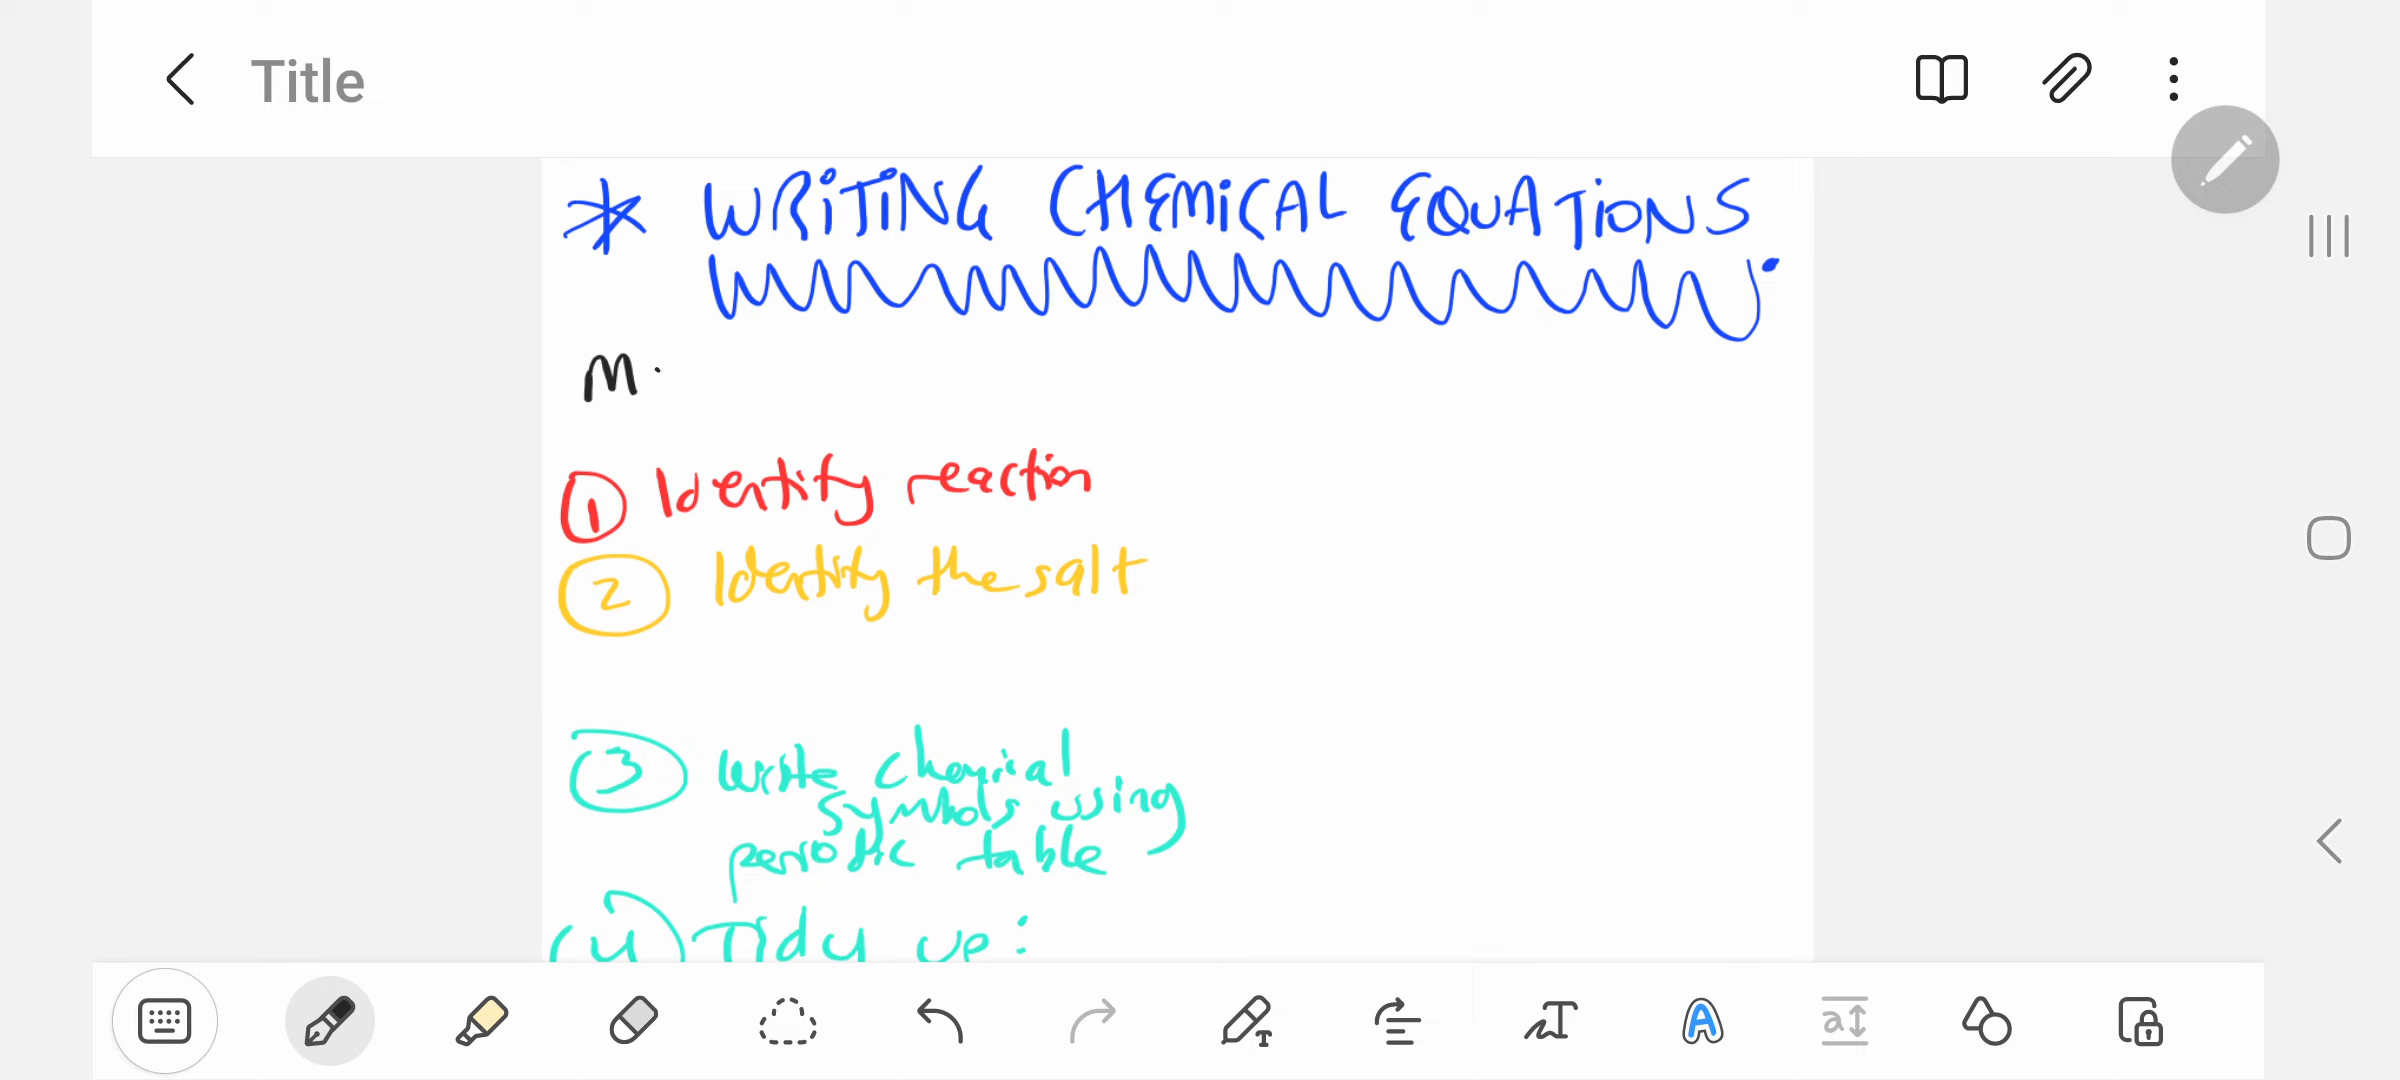 Title
* WRITING CHEMICAL EQUATIONS
M.
1 Identify reaction
2 Identify the salt
3 Write chemical
symbols using
periodic table
4 Tidy up: